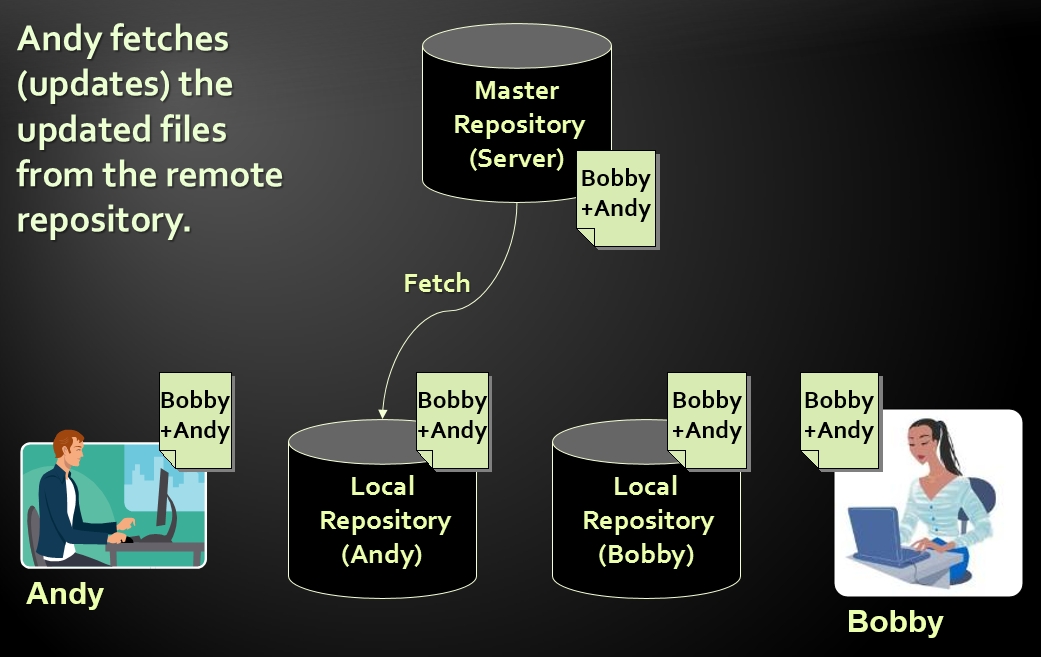 Andy fetches
(updates) the
updated files
from the remote
repository.
Master
Repository
(Server)
Bobby
+Andy
Fetch
Bobby
+Andy
Bobby
+Andy
Bobby
+Andy
Bobby
+Andy
Local
Repository
(Andy)
Local
Repository
(Bobby)
Andy
Bobby